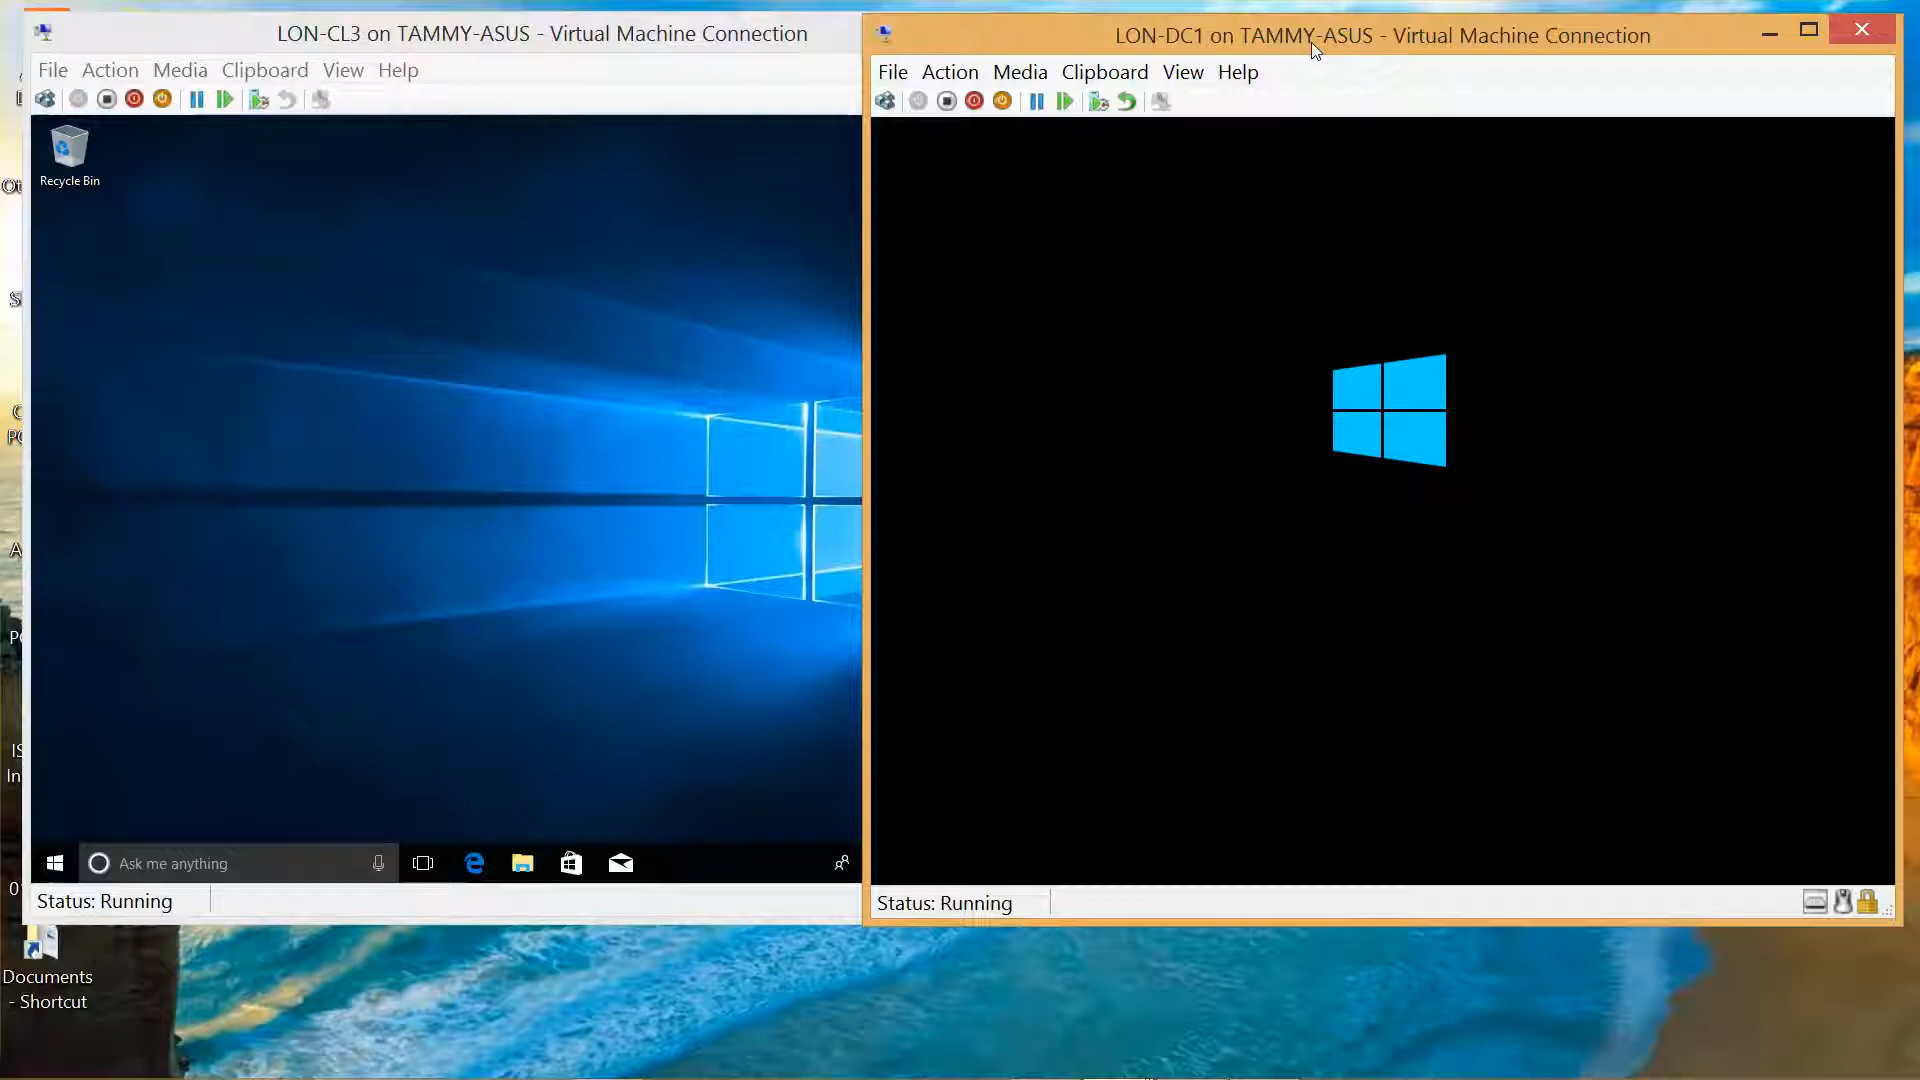 LON-CL3 on TAMMY-ASUS - Virtual Machine Connection
File Action Media Clipboard View Help
Recycle Bin
Ask me anything
Status: Running
LON-DC1 on TAMMY-ASUS - Virtual Machine Connection
File Action Media Clipboard View Help
Status: Running
Documents
- Shortcut